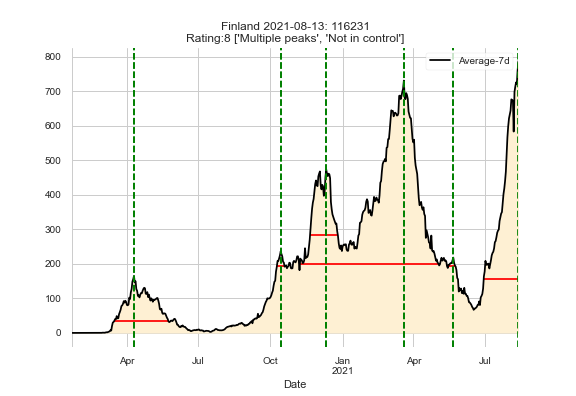 Finland 2021-08-13: 116231
Rating:8 ['Multiple peaks', 'Not in control']
Average-7d
800
700
600
500
400
300
200
100
0
Apr
Jul
Oct
Jan
2021
Apr
Jul
Date